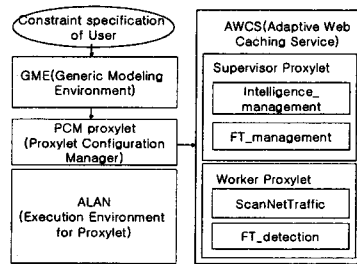 Constraint specification
of User
GME(Generic Modeling
Environment)
PCM proxylet
(Proxylet Configuration
Manager)
ALAN
(Execution Environment
for Proxylet)
AWCS(Adaptive Web
Caching Service)
Supervisor Proxylet
Intelligence_
management
FT_management
Worker Proxylet
ScanNetTraffic
FT_detection